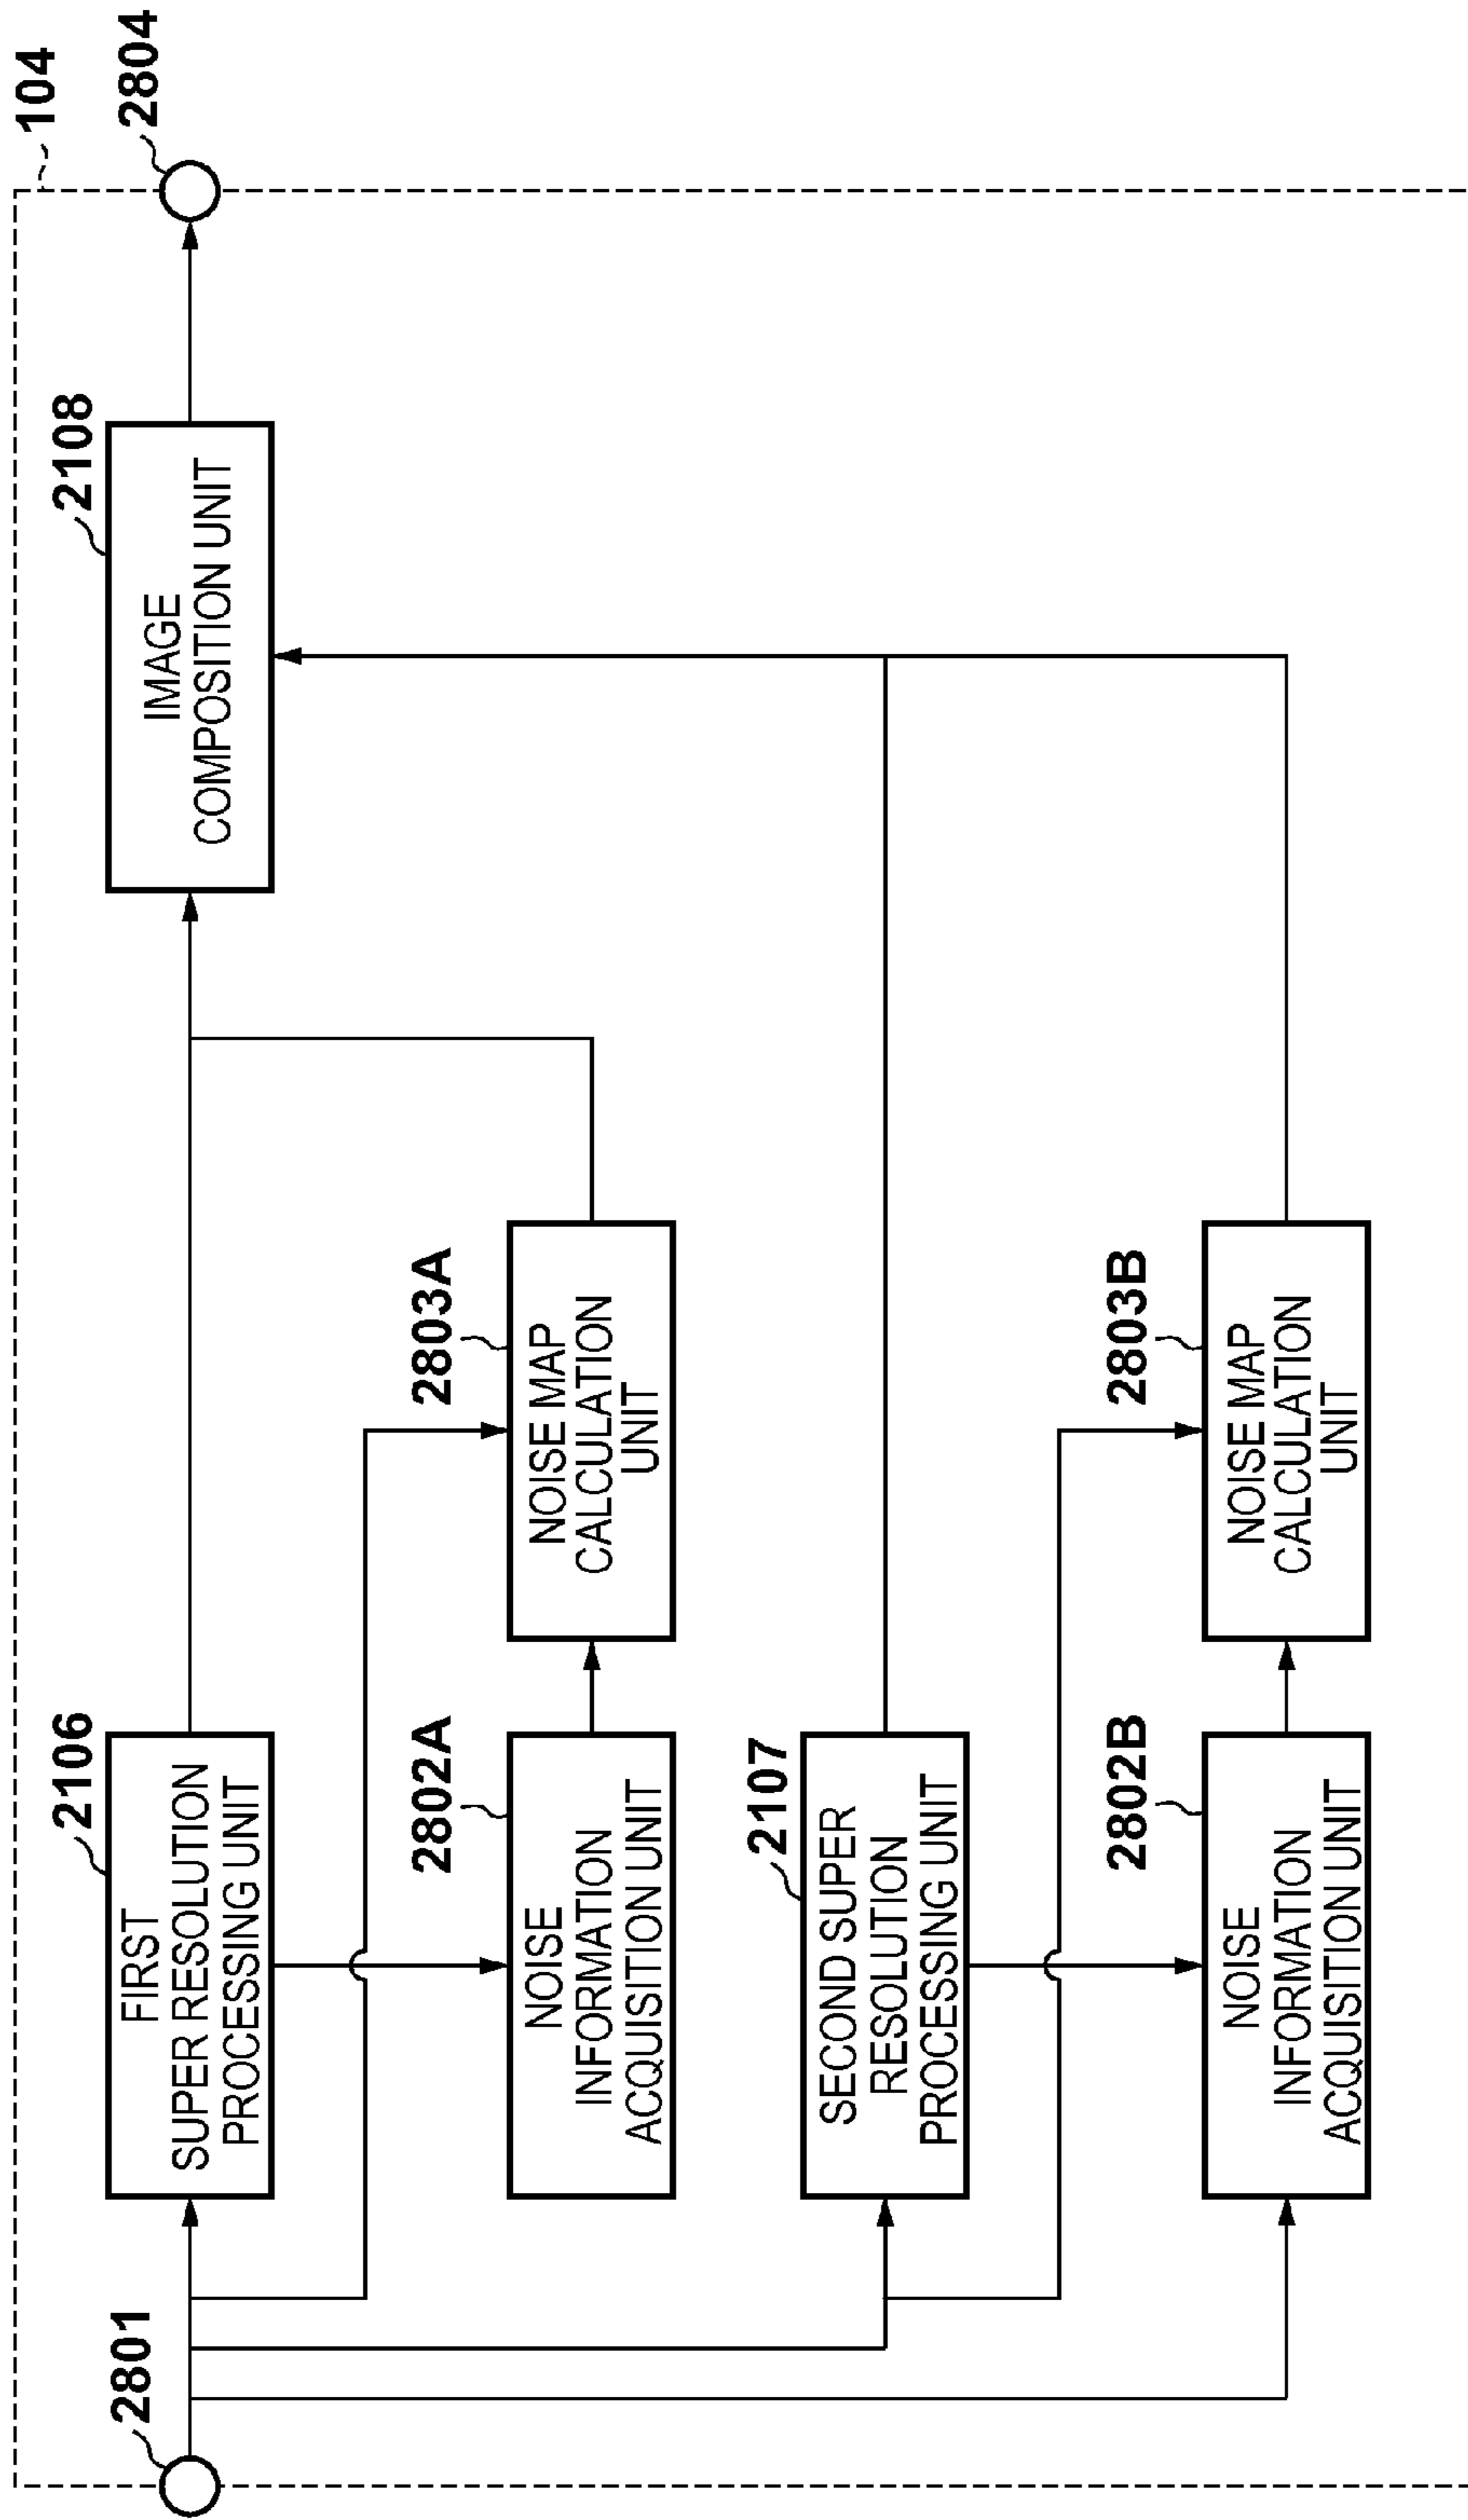 104
2801
2804
2106
FIRST
SUPER RESOLUTION
PROCESSING UNIT
2108
IMAGE
COMPOSITION UNIT
2802A
NOISE
INFORMATION
ACQUISITION UNIT
2803A
NOISE MAP
CALCULATION
UNIT
2107
SECOND SUPER
RESOLUTION
PROCESSING UNIT
2802B
NOISE
INFORMATION
ACQUISITION UNIT
2803B
NOISE MAP
CALCULATION
UNIT